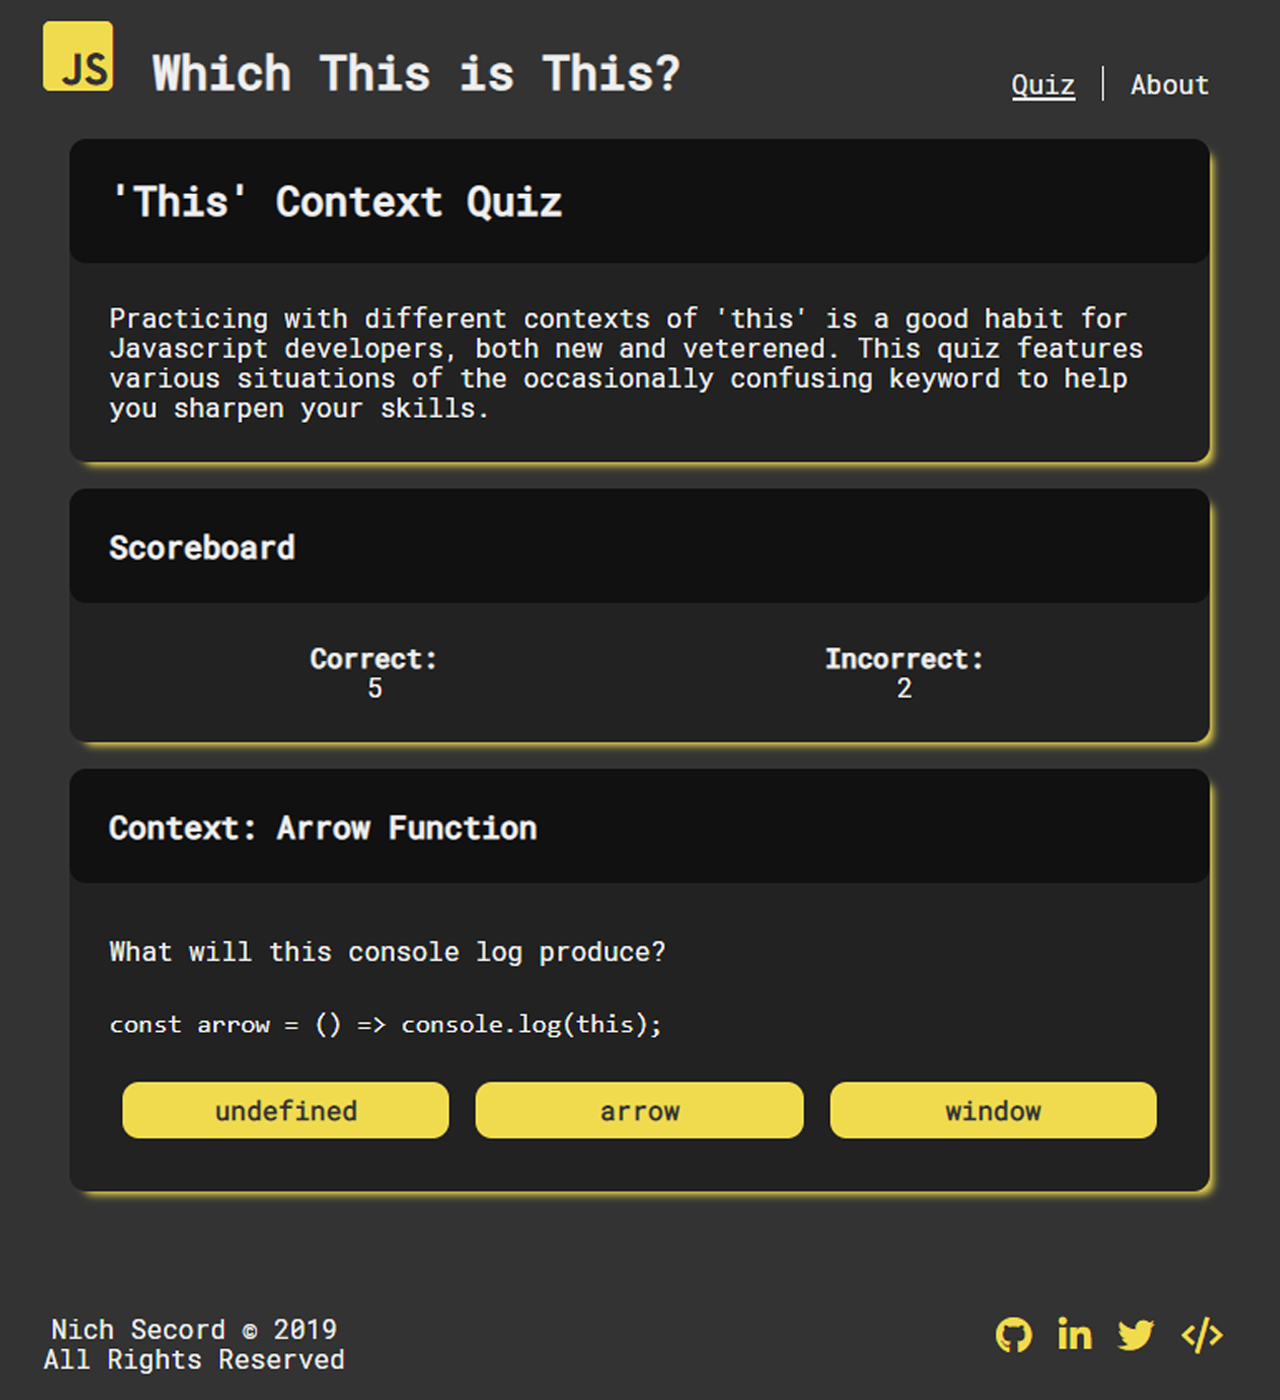 JS
Which This is This?
Quiz | About
'This' Context Quiz
Practicing with different contexts of 'this' is a good habit for
Javascript developers, both new and veterened. This quiz features
various situations of the occasionally confusing keyword to help
you sharpen your skills.
Scoreboard
Correct: Incorrect:
5 2
Context: Arrow Function
What will this console log produce?
const arrow = () => console.log(this);
undefined arrow window
Nich Secord © 2019
All Rights Reserved